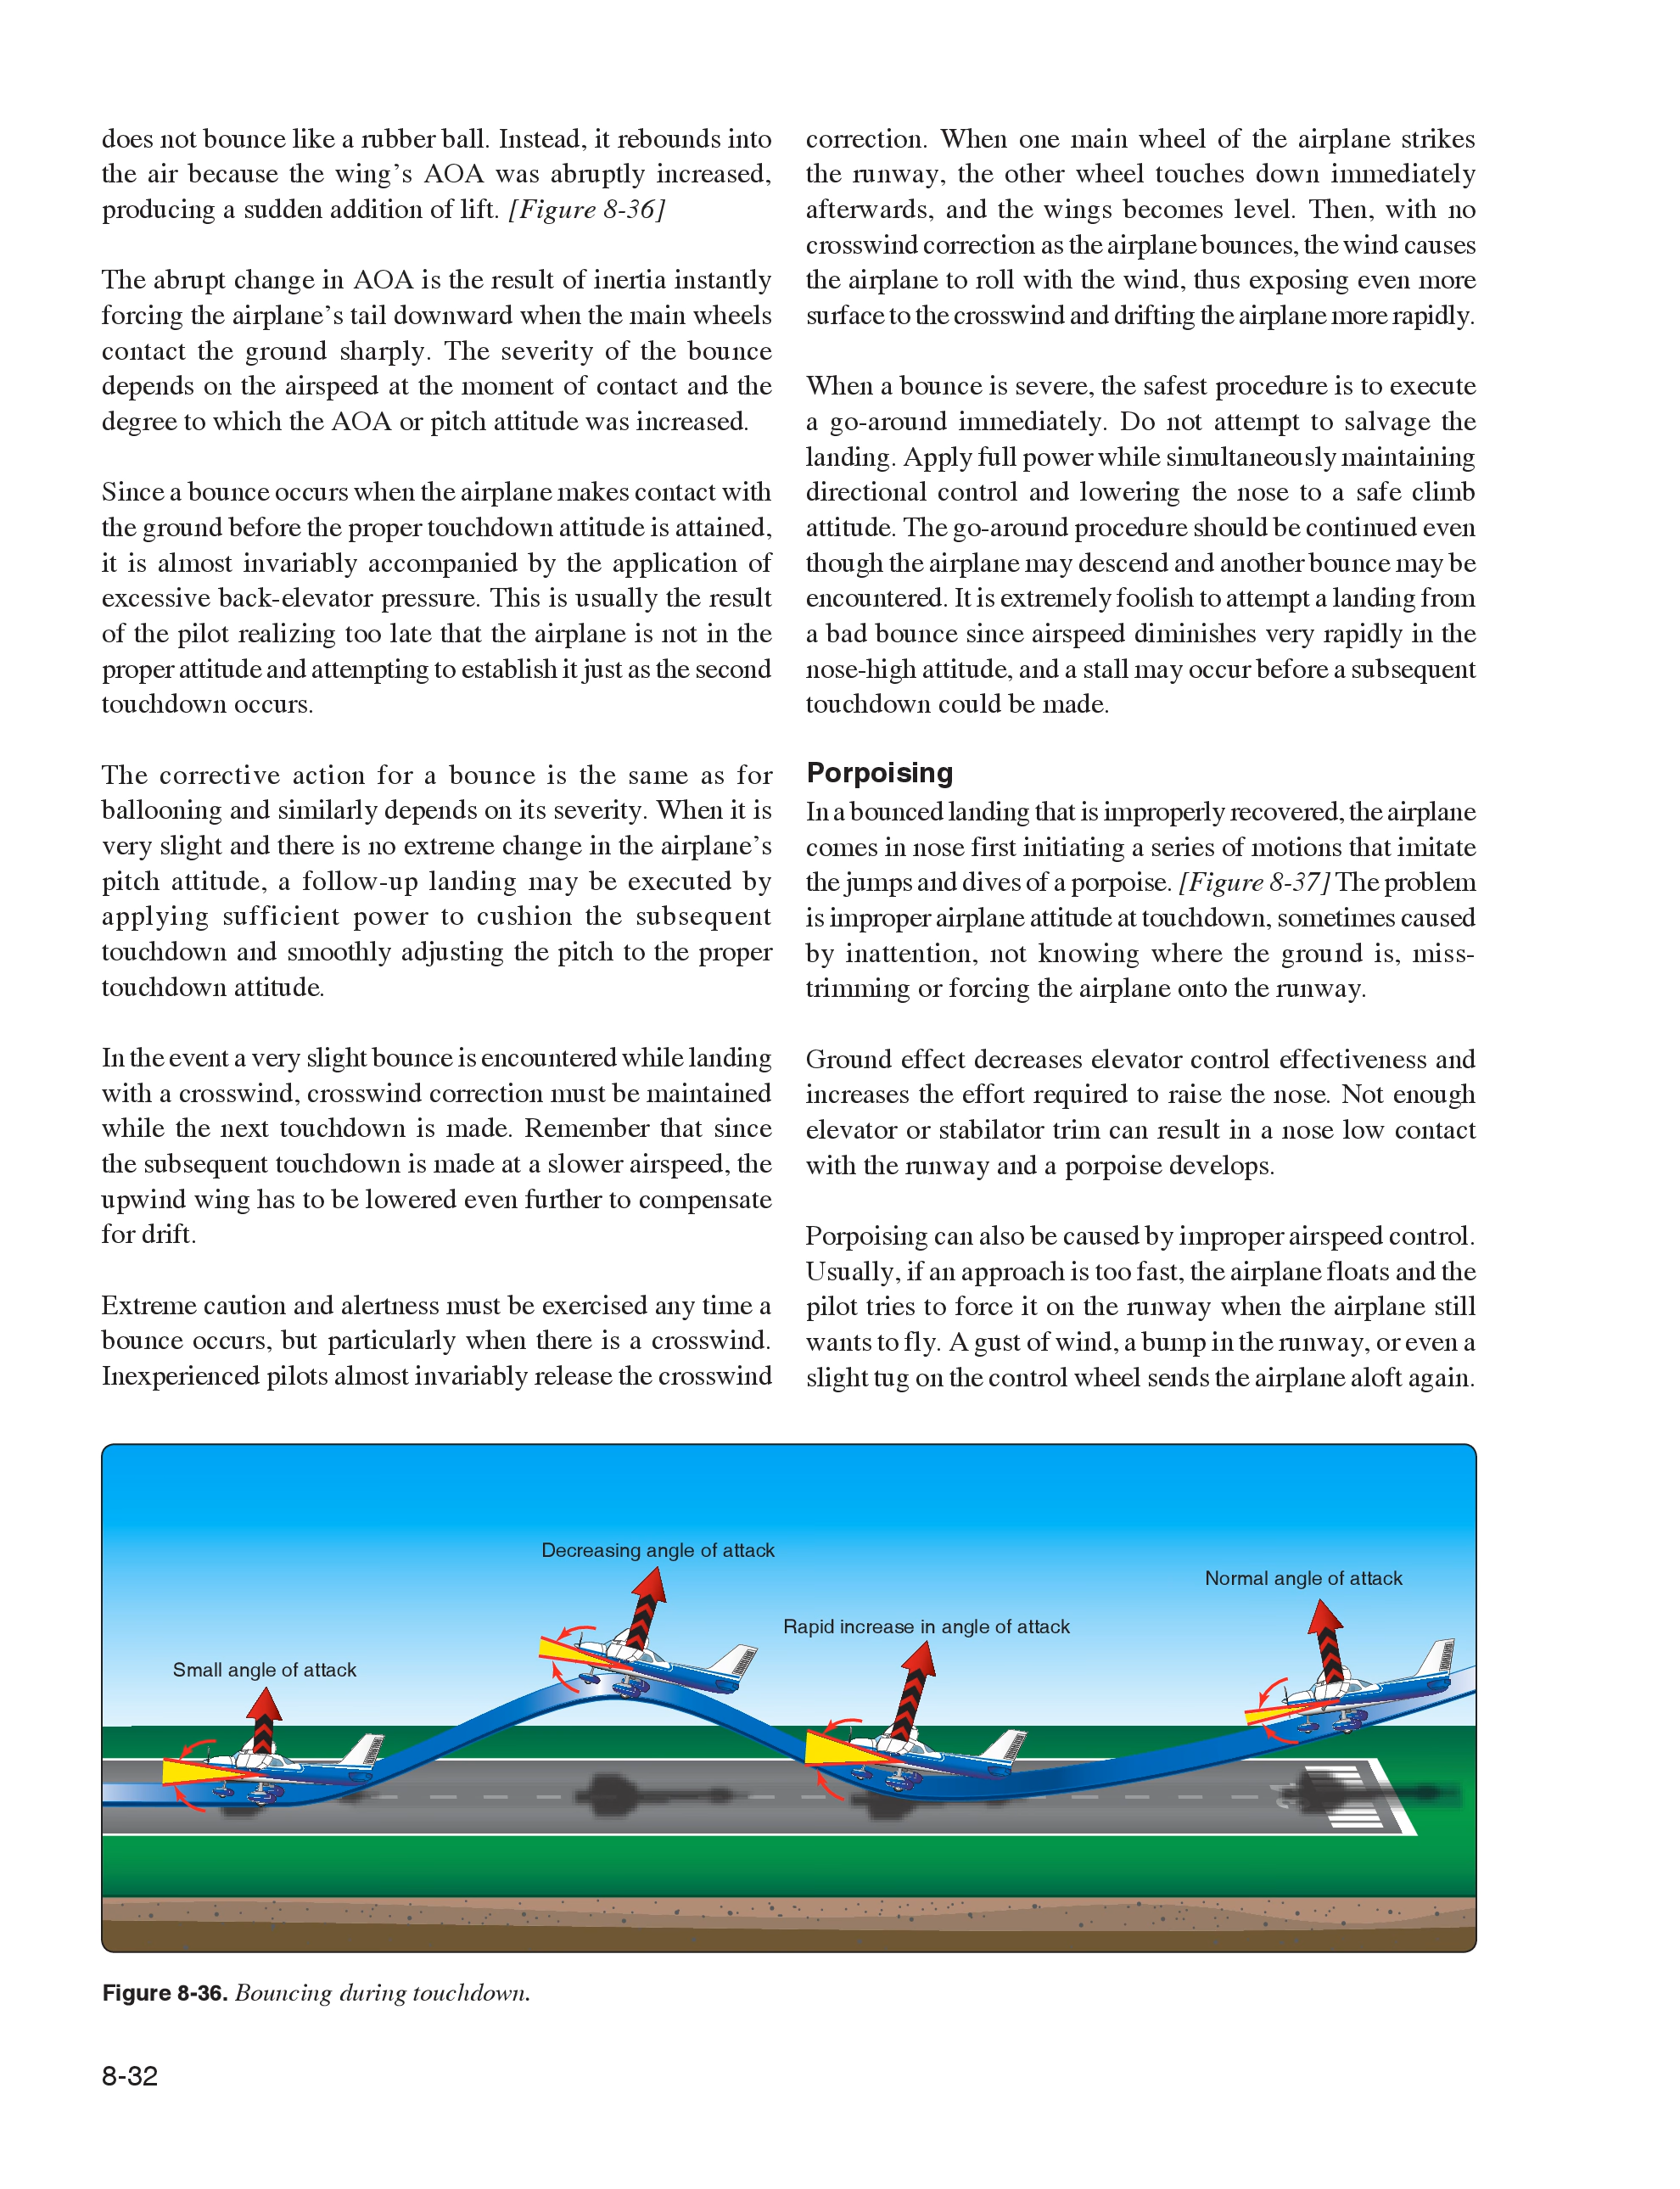 does not bounce like a rubber ball. Instead, it rebounds into
the air because the wing’s AOA was abruptly increased,
producing a sudden addition of lift. [Figure 8-36]
The abrupt change in AOA is the result of inertia instantly
forcing the airplane’s tail downward when the main wheels
contact the ground sharply. The severity of the bounce
depends on the airspeed at the moment of contact and the
degree to which the AOA or pitch attitude was increased.
Since a bounce occurs when the airplane makes contact with
the ground before the proper touchdown attitude is attained,
it is almost invariably accompanied by the application of
excessive back-elevator pressure. This is usually the result
of the pilot realizing too late that the airplane is not in the
proper attitude and attempting to establish it just as the second
touchdown occurs.
The corrective action for a bounce is the same as for
ballooning and similarly depends on its severity. When it is
very slight and there is no extreme change in the airplane’s
pitch attitude, a follow-up landing may be executed by
applying sufficient power to cushion the subsequent
touchdown and smoothly adjusting the pitch to the proper
touchdown attitude.
In the event a very slight bounce is encountered while landing
with a crosswind, crosswind correction must be maintained
while the next touchdown is made. Remember that since
the subsequent touchdown is made at a slower airspeed, the
upwind wing has to be lowered even further to compensate
for drift.
Extreme caution and alertness must be exercised any time a
bounce occurs, but particularly when there is a crosswind.
Inexperienced pilots almost invariably release the crosswind
correction. When one main wheel of the airplane strikes
the runway, the other wheel touches down immediately
afterwards, and the wings becomes level. Then, with no
crosswind correction as the airplane bounces, the wind causes
the airplane to roll with the wind, thus exposing even more
surface to the crosswind and drifting the airplane more rapidly.
When a bounce is severe, the safest procedure is to execute
a go-around immediately. Do not attempt to salvage the
landing. Apply full power while simultaneously maintaining
directional control and lowering the nose to a safe climb
attitude. The go-around procedure should be continued even
though the airplane may descend and another bounce may be
encountered. It is extremely foolish to attempt a landing from
a bad bounce since airspeed diminishes very rapidly in the
nose-high attitude, and a stall may occur before a subsequent
touchdown could be made.
Porpoising
In a bounced landing that is improperly recovered, the airplane
comes in nose first initiating a series of motions that imitate
the jumps and dives of a porpoise. [Figure 8-37] The problem
is improper airplane attitude at touchdown, sometimes caused
by inattention, not knowing where the ground is, miss-
trimming or forcing the airplane onto the runway.
Ground effect decreases elevator control effectiveness and
increases the effort required to raise the nose. Not enough
elevator or stabilator trim can result in a nose low contact
with the runway and a porpoise develops.
Porpoising can also be caused by improper airspeed control.
Usually, if an approach is too fast, the airplane floats and the
pilot tries to force it on the runway when the airplane still
wants to fly. A gust of wind, a bump in the runway, or even a
slight tug on the control wheel sends the airplane aloft again.
Decreasing angle of attack
Normal angle of attack
Rapid increase in angle of attack
Small angle of attack
Figure 8-36. Bouncing during touchdown.
8-32